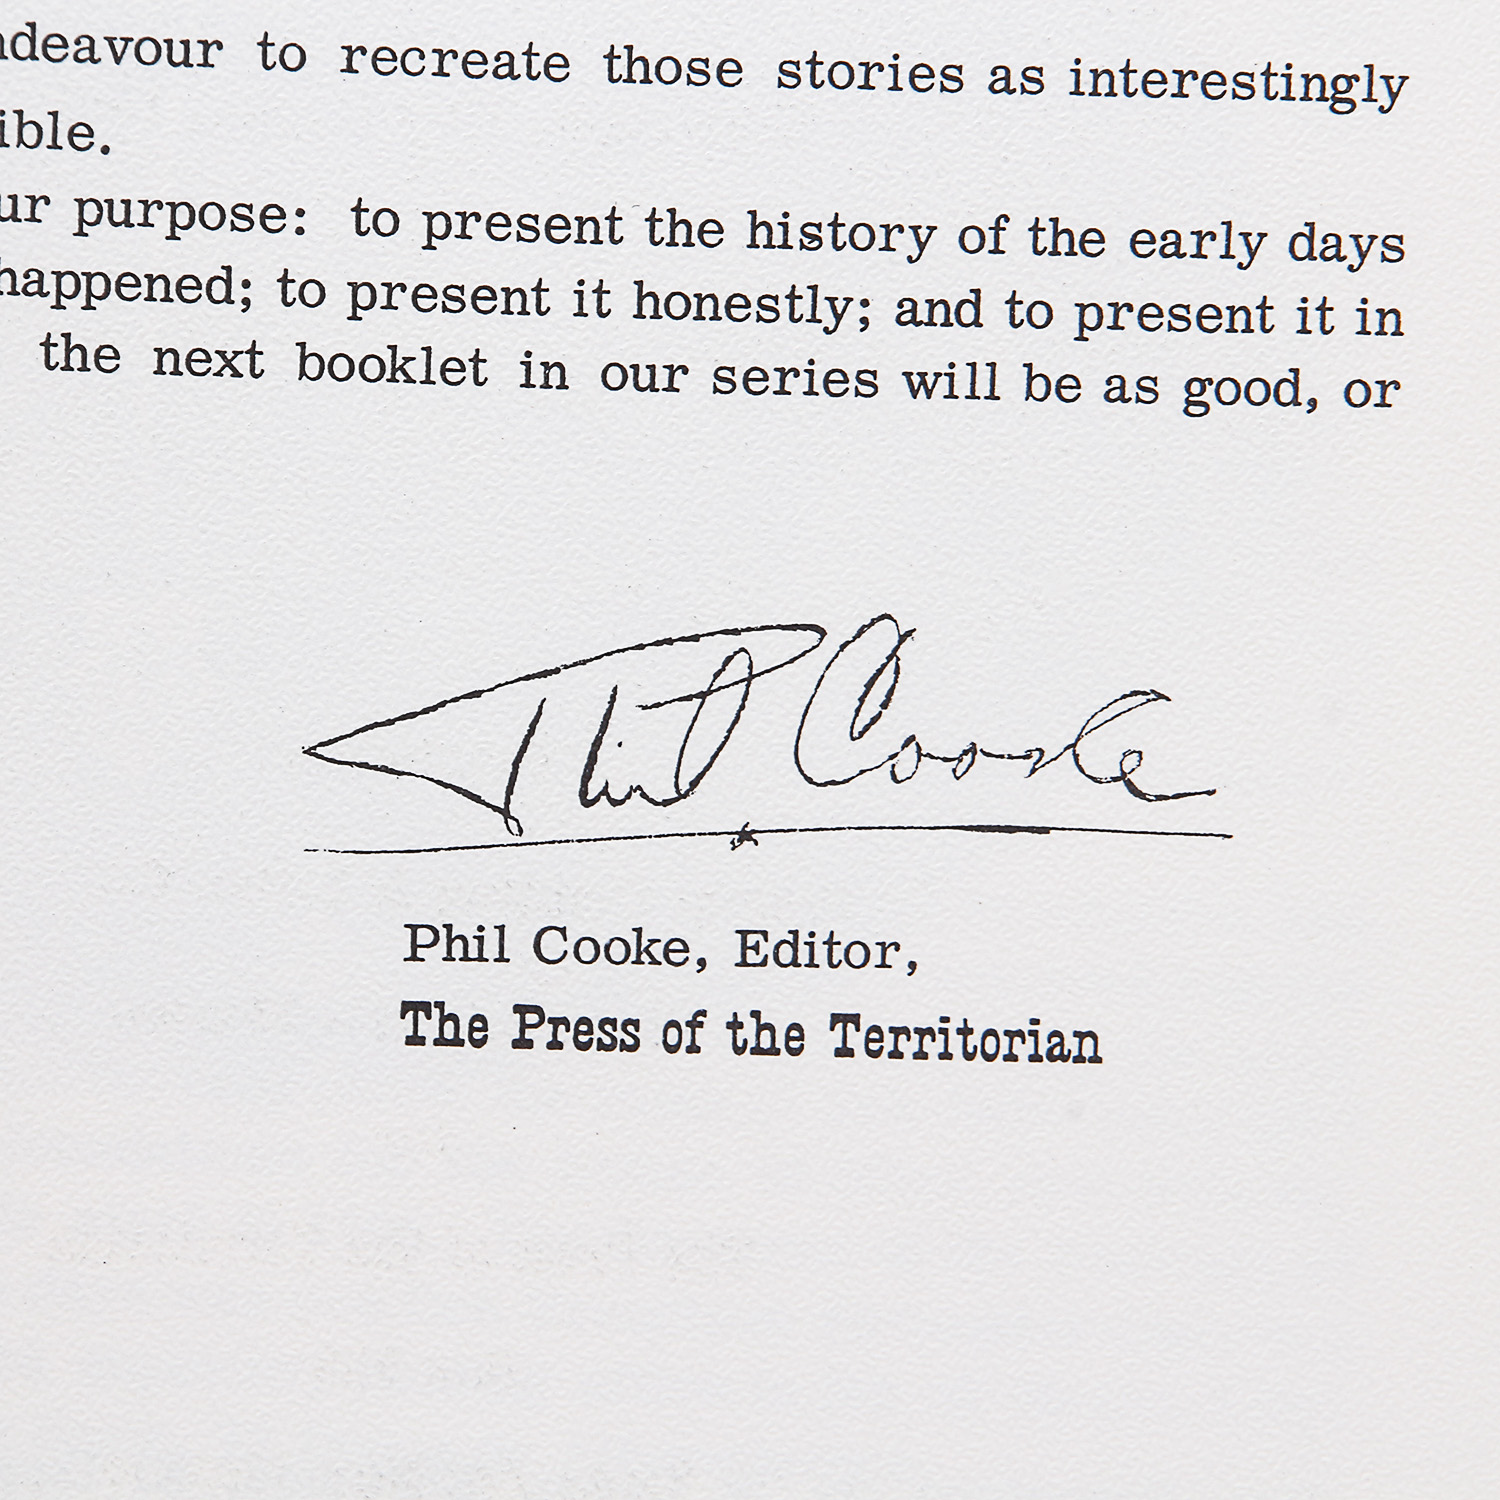 ndeavour to recreate those stories as interestingly
ible.
ur purpose: to present the history of the early days
happened; to present it honestly; and to present it in
the next booklet in our series will be as good, or
Phil Cooke
Phil Cooke, Editor,
The Press of the Territorian